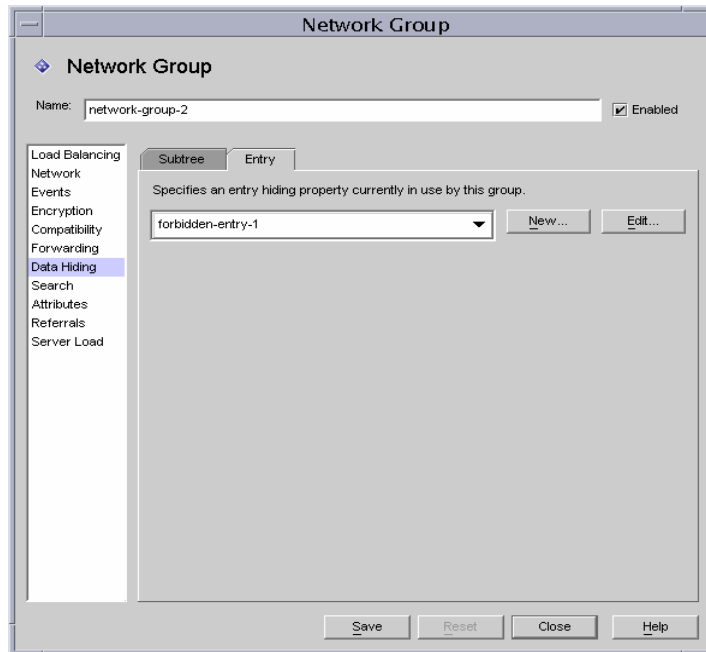 Network Group
Network Group
Name: network-group-2 Enabled
Load Balancing
Network
Events
Encryption
Compatibility
Forwarding
Data Hiding
Search
Attributes
Referrals
Server Load
Subtree Entry
Specifies an entry hiding property currently in use by this group.
forbidden-entry-1 New... Edit...
Save Reset Close Help